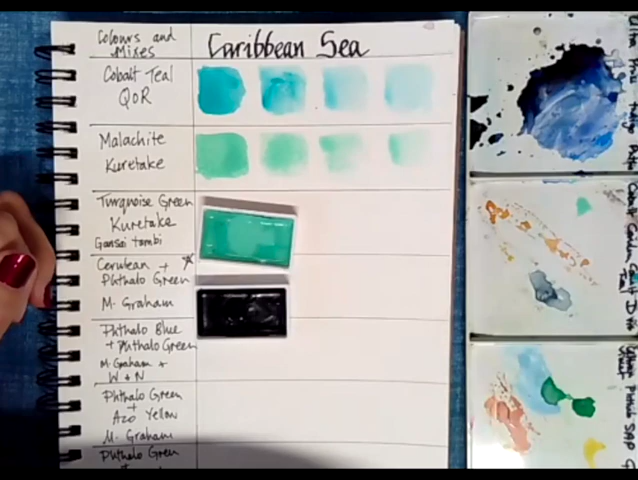 Colours and
Mixes
Caribbean Sea
Cobalt Teal
QoR
Malachite
Kuretake
Turquoise Green
Kuretake
Gansai tambi
Cerulean +
Phthalo Green
M. Graham
Phthalo Blue
+ Phthalo Green
M. Graham +
W + N
Phthalo Green
+
Azo Yellow
M. Graham
Phthalo Green